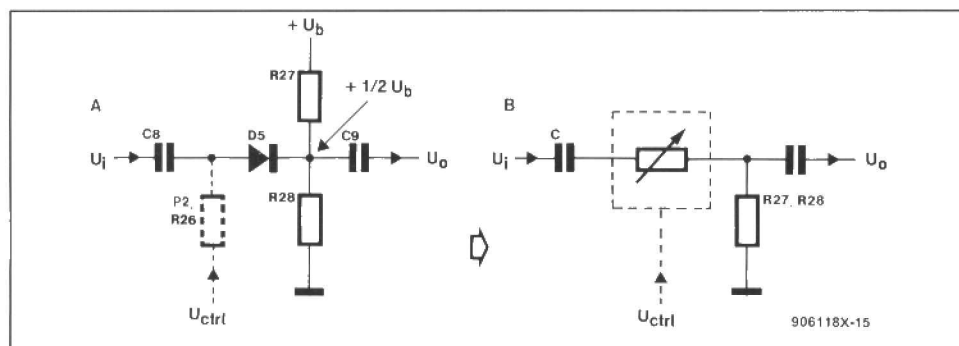 + Ub
R27
+ 1/2 Ub
A
C8
D5
C9
Ui
Uo
P2,
R26
R28
Uctrl
B
C
Ui
Uo
R27, R28
Uctrl
906118X-15